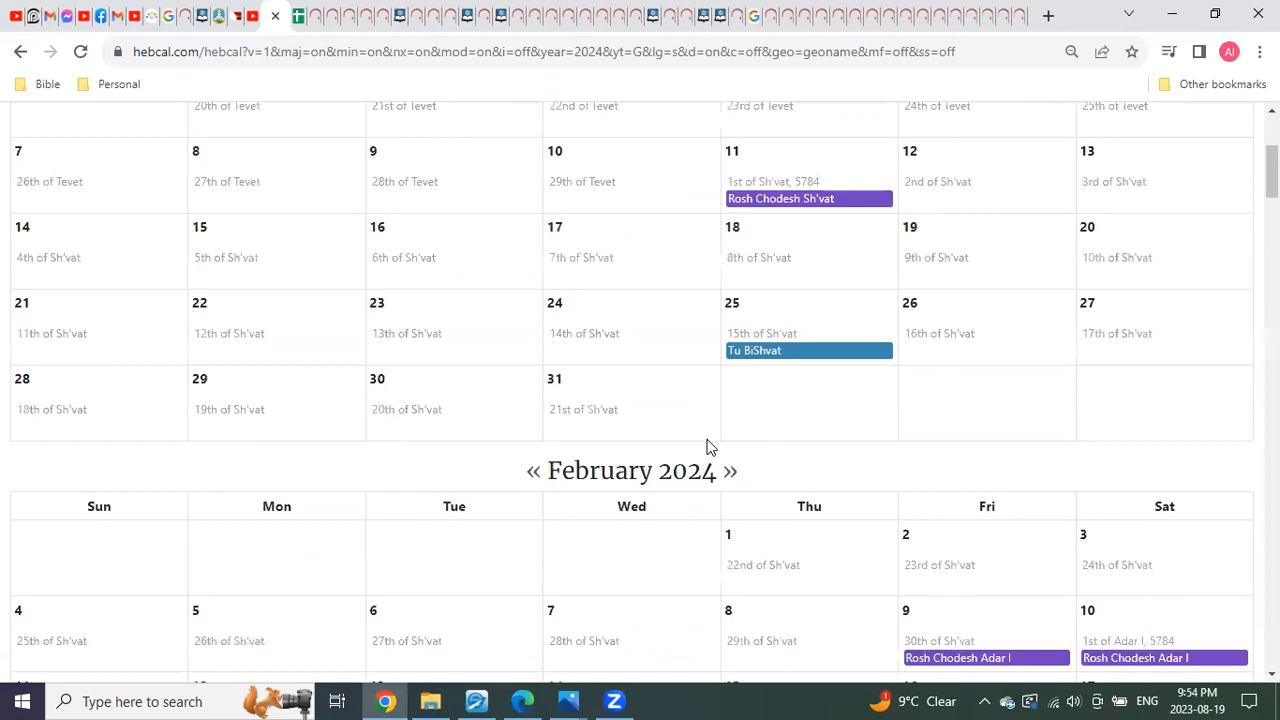 hebcal.com/hebcal?v=1&maj=on&min=on&nx=on&mod=on&i=off&year=2024&yt=G&lg=s&d=on&c=off&geo=geoname&mf=off&ss=off
AI
Bible Personal Other bookmarks
20th of Tevet 21st of Tevet 22nd of Tevet 23rd of Tevet 24th of Tevet 25th of Tevet
7 8 9 10 11 12 13
26th of Tevet 27th of Tevet 28th of Tevet 29th of Tevet 1st of Sh'vat, 5784 2nd of Sh'vat 3rd of Sh'vat
Rosh Chodesh Sh'vat
14 15 16 17 18 19 20
4th of Sh'vat 5th of Sh'vat 6th of Sh'vat 7th of Sh'vat 8th of Sh'vat 9th of Sh'vat 10th of Sh'vat
21 22 23 24 25 26 27
11th of Sh'vat 12th of Sh'vat 13th of Sh'vat 14th of Sh'vat 15th of Sh'vat 16th of Sh'vat 17th of Sh'vat
Tu BiShvat
28 29 30 31
18th of Sh'vat 19th of Sh'vat 20th of Sh'vat 21st of Sh'vat
« February 2024 »
Sun Mon Tue Wed Thu Fri Sat
1 2 3
22nd of Sh'vat 23rd of Sh'vat 24th of Sh'vat
4 5 6 7 8 9 10
25th of Sh'vat 26th of Sh'vat 27th of Sh'vat 28th of Sh'vat 29th of Sh'vat 30th of Sh'vat 1st of Adar I, 5784
Rosh Chodesh Adar I Rosh Chodesh Adar I
Type here to search 1 9°C Clear ENG 9:54 PM
2023-08-19